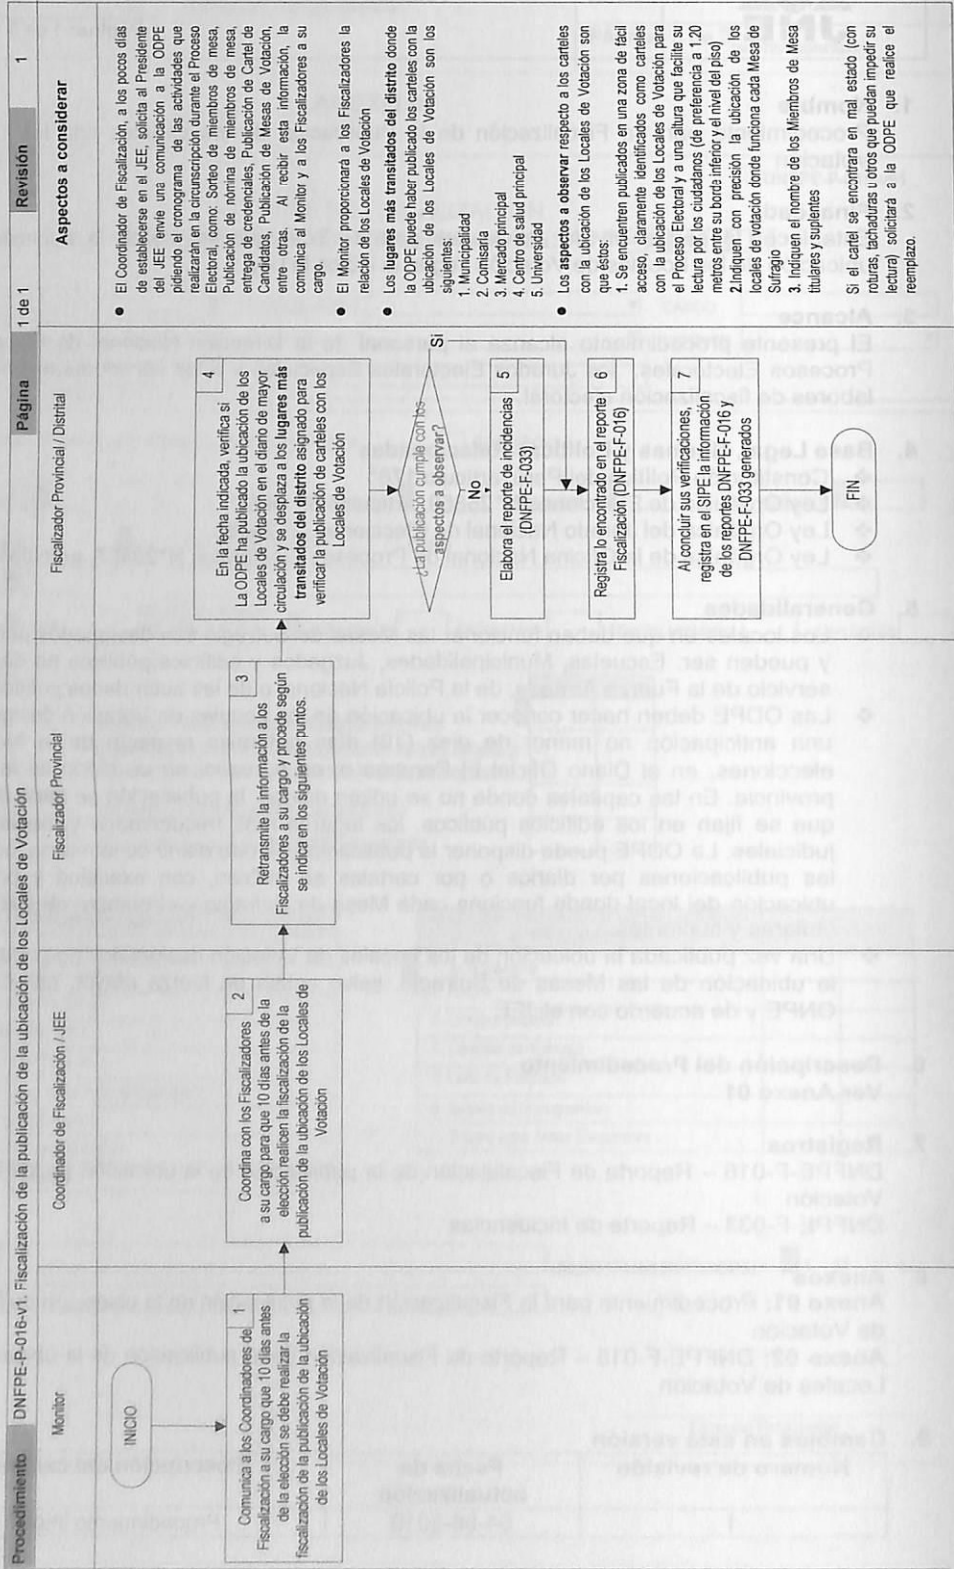 Procedimiento DNFPE-P-016-v1. Fiscalización de la publicación de la ubicación de los Locales de Votación Página 1 de 1 Revisión 1
Monitor
Coordinador de Fiscalización / JEE
Fiscalizador Provincial
Fiscalizador Provincial / Distrital
Aspectos a considerar
INICIO
1
Comunica a los Coordinadores de
Fiscalización a su cargo que 10 días antes
de la elección se debe realizar la
fiscalización de la publicación de la ubicación
de los Locales de Votación
2
Coordina con los Fiscalizadores
a su cargo para que 10 días antes de la
elección realicen la fiscalización de la
publicación de la ubicación de los Locales de
Votación
3
Retransmite la información a los
Fiscalizadores a su cargo y procede según
se indica en los siguientes puntos.
4
En la fecha indicada, verifica si
La ODPE ha publicado la ubicación de los
Locales de Votación en el diario de mayor
circulación y se desplaza a los lugares más
transitados del distrito asignado para
verificar la publicación de carteles con los
Locales de Votación
¿La publicación cumple con los
aspectos a observar?
Si
NO
5
Elabora el reporte de incidencias
(DNFPE-F-033)
6
Registra lo encontrado en el reporte
Fiscalización (DNFPE-F-016)
7
Al concluir sus verificaciones,
registra en el SIPE la información
de los reportes DNFPE-F-016 y
DNFPE-F-033 generados
FIN
● El Coordinador de Fiscalización, a los pocos días
de establecerse en el JEE, solicita al Presidente
del JEE envíe una comunicación a la ODPE
pidiendo el cronograma de las actividades que
realizarán en la circunscripción durante el Proceso
Electoral, como: Sorteo de miembros de mesa,
Publicación de nómina de miembros de mesa,
entrega de credenciales, Publicación de Cartel de
Candidatos, Publicación de Mesas de Votación,
entre otras. Al recibir esta información, la
comunica al Monitor y a los Fiscalizadores a su
cargo.
● El Monitor proporcionará a los Fiscalizadores la
relación de los Locales de Votación
● Los lugares más transitados del distrito donde
la ODPE puede haber publicado los carteles con la
ubicación de los Locales de Votación son los
siguientes:
1. Municipalidad
2. Comisaría
3. Mercado principal
4. Centro de salud principal
5. Universidad
● Los aspectos a observar respecto a los carteles
con la ubicación de los Locales de Votación son
que éstos:
1. Se encuentren publicados en una zona de fácil
acceso, claramente identificados como carteles
con la ubicación de los Locales de Votación para
el Proceso Electoral y a una altura que facilite su
lectura por los ciudadanos (de preferencia a 1.20
metros entre su borde inferior y el nivel del piso)
2.Indiquen con precisión la ubicación de los
locales de votación donde funciona cada Mesa de
Sufragio
3. Indiquen el nombre de los Miembros de Mesa
titulares y suplentes
Si el cartel se encontrara en mal estado (con
roturas, tachaduras u otros que puedan impedir su
lectura) solicitará a la ODPE que realice el
reemplazo.